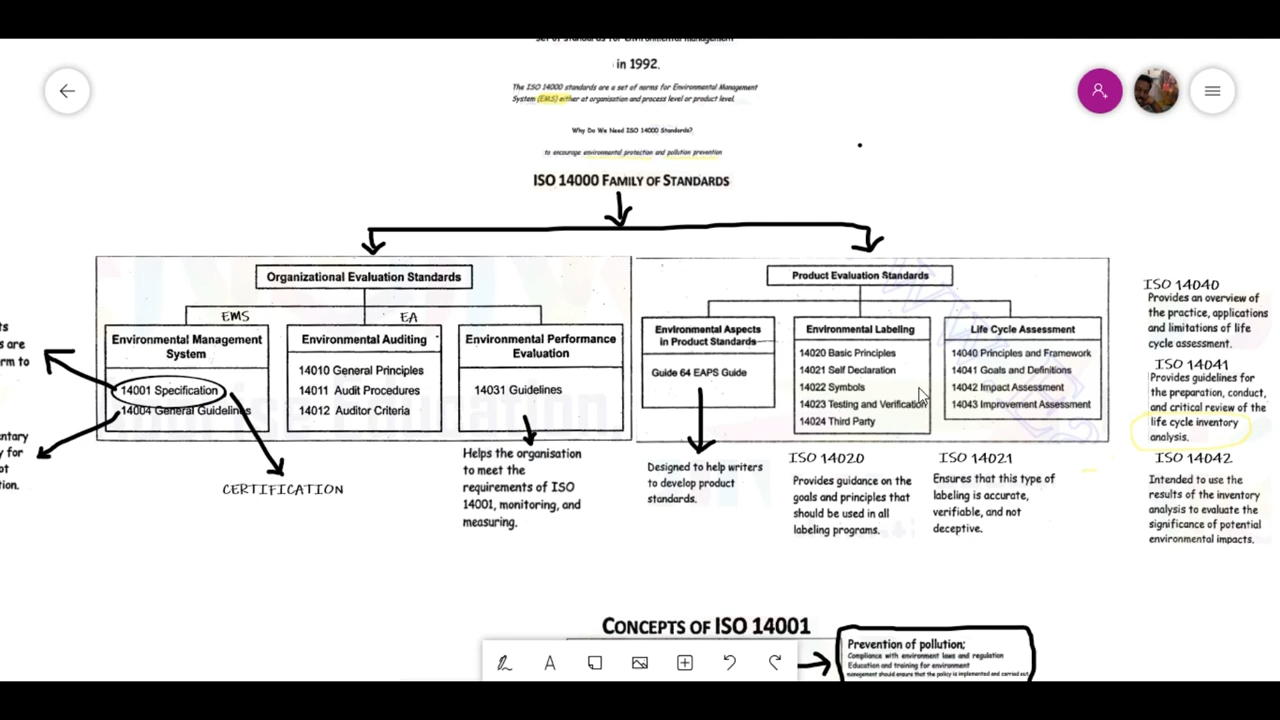 in 1992.
The ISO 14000 standards are a set of norms for Environmental Management
System (EMS) either at organisation and process level or product level.
Why Do We Need ISO 14000 Standards?
to encourage environmental protection and pollution prevention
ISO 14000 FAMILY OF STANDARDS
Organizational Evaluation Standards
EMS
EA
Environmental Management
System
14001 Specification
14004 General Guidelines
Environmental Auditing
14010 General Principles
14011 Audit Procedures
14012 Auditor Criteria
Environmental Performance
Evaluation
14031 Guidelines
CERTIFICATION
Helps the organisation
to meet the
requirements of ISO
14001, monitoring, and
measuring.
Product Evaluation Standards
Environmental Aspects
in Product Standards
Guide 64 EAPS Guide
Environmental Labeling
14020 Basic Principles
14021 Self Declaration
14022 Symbols
14023 Testing and Verification
14024 Third Party
Life Cycle Assessment
14040 Principles and Framework
14041 Goals and Definitions
14042 Impact Assessment
14043 Improvement Assessment
Designed to help writers
to develop product
standards.
ISO 14020
Provides guidance on the
goals and principles that
should be used in all
labeling programs.
ISO 14021
Ensures that this type of
labeling is accurate,
verifiable, and not
deceptive.
ISO 14040
Provides an overview of
the practice, applications
and limitations of life
cycle assessment.
ISO 14041
Provides guidelines for
the preparation, conduct,
and critical review of the
life cycle inventory
analysis.
ISO 14042
Intended to use the
results of the inventory
analysis to evaluate the
significance of potential
environmental impacts.
CONCEPTS OF ISO 14001
Prevention of pollution;
Compliance with environment laws and regulation
Education and training for environment
management should ensure that the policy is implemented and carried out